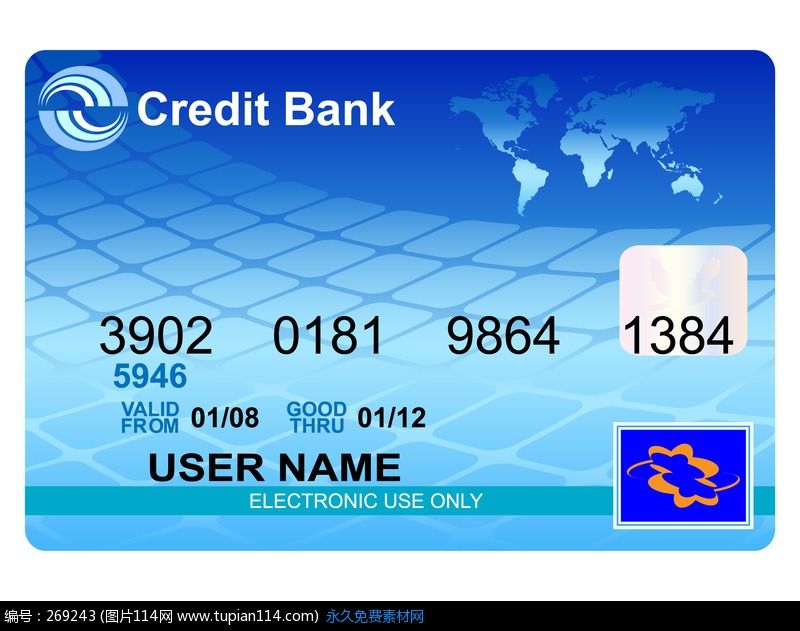 Credit Bank
3902 0181 9864 1384
5946
VALID FROM 01/08 GOOD THRU 01/12
USER NAME
ELECTRONIC USE ONLY
编号：269243 (图片114网 www.tupian114.com) 永久免费素材网